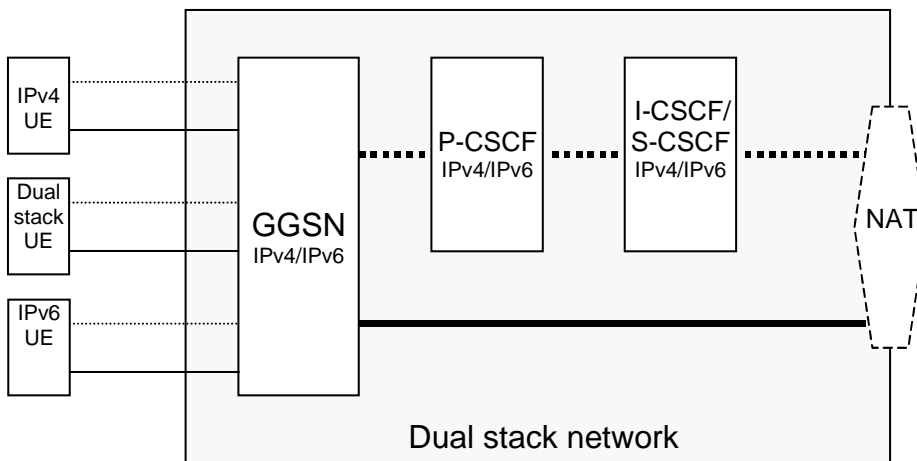 IPv4
UE
Dual
stack
UE
IPv6
UE
GGSN
IPv4/IPv6
P-CSCF
IPv4/IPv6
I-CSCF/
S-CSCF
IPv4/IPv6
NAT
Dual stack network